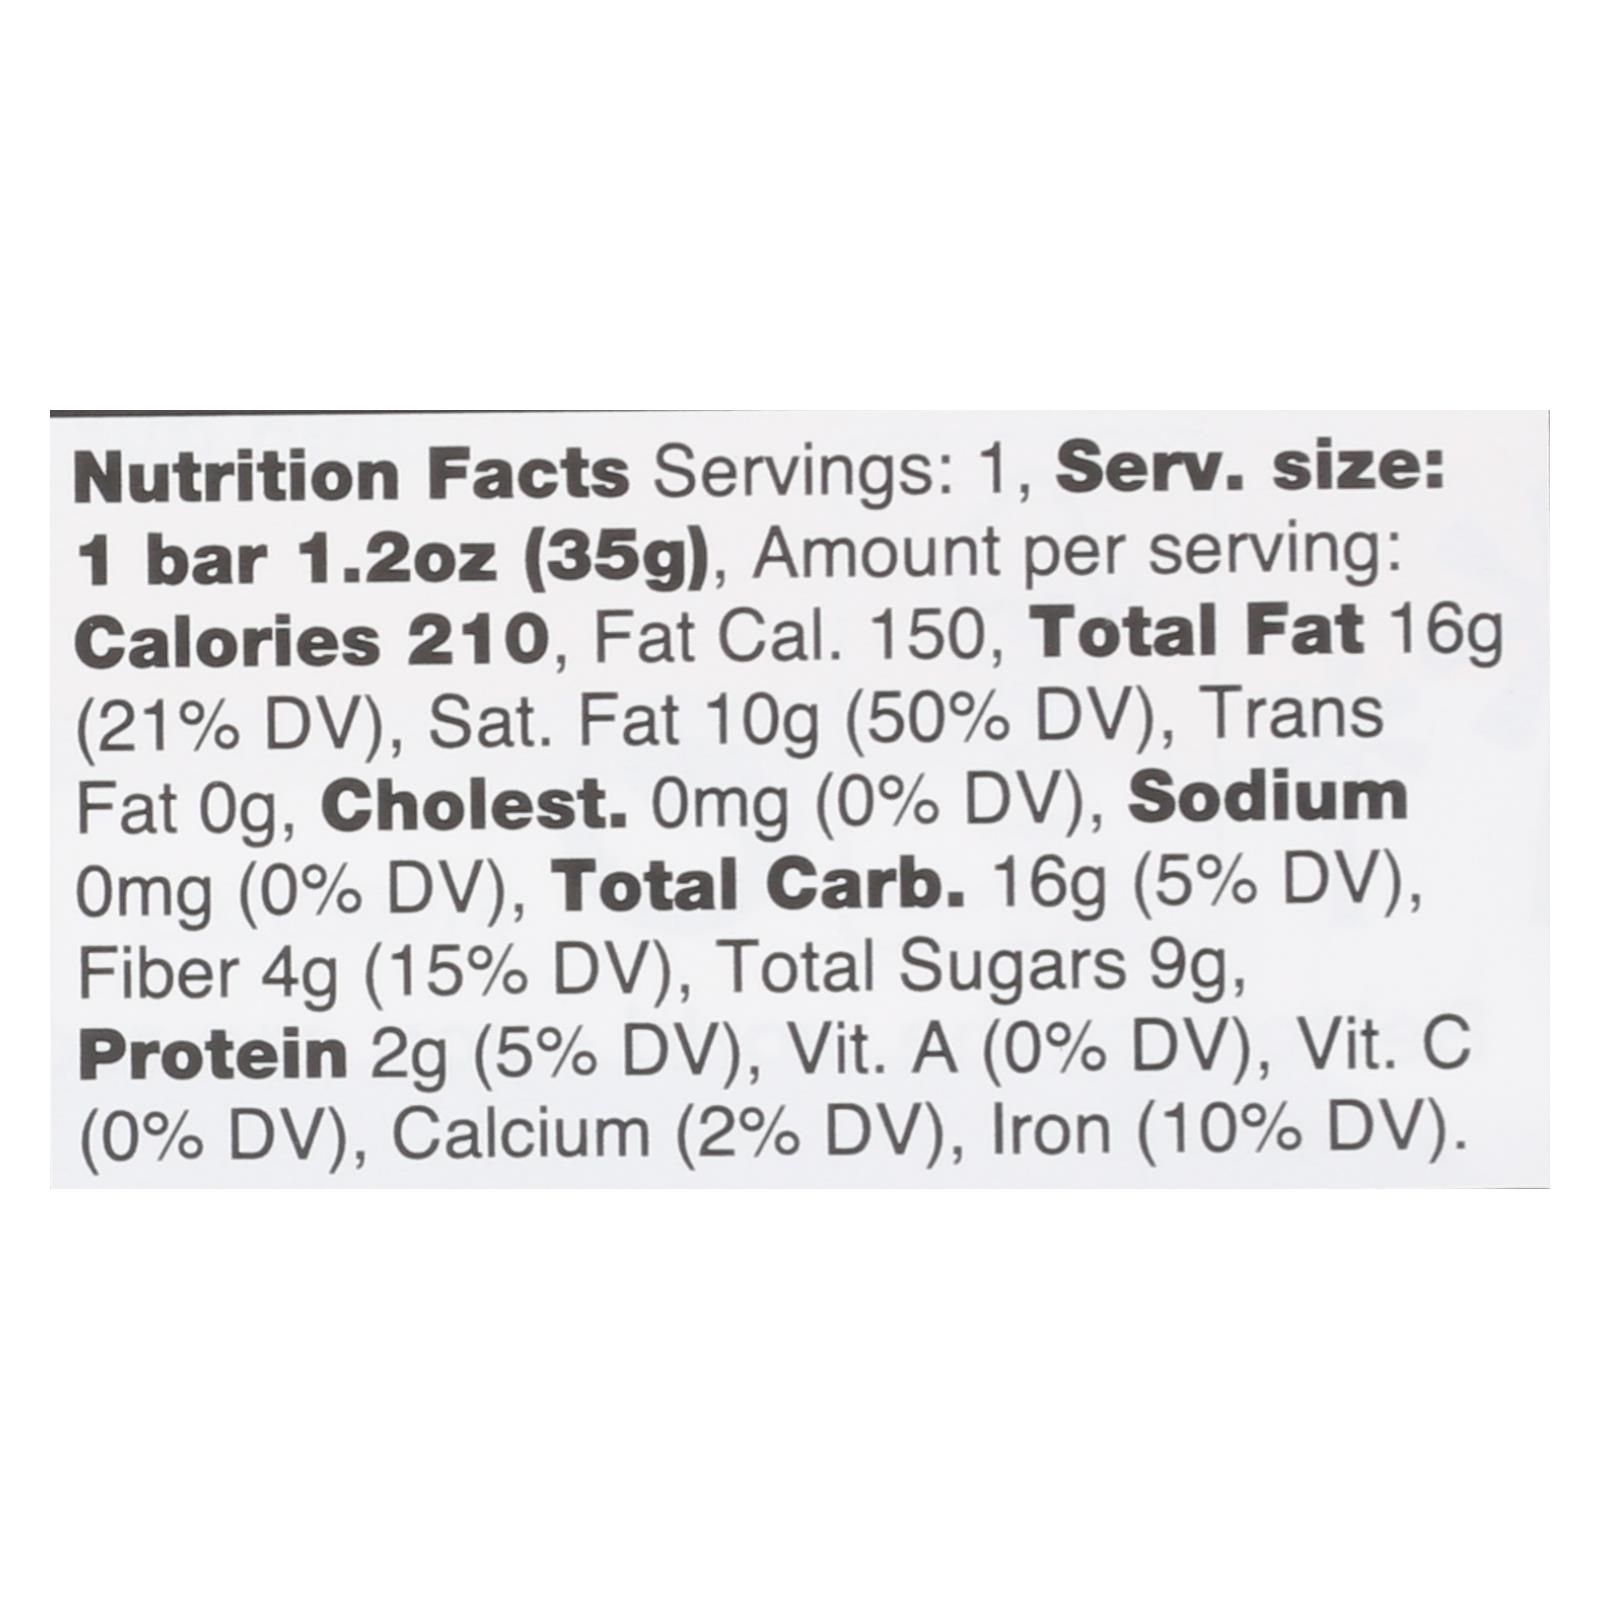 Nutrition Facts Servings: 1, Serv. size:
1 bar 1.2oz (35g), Amount per serving:
Calories 210, Fat Cal. 150, Total Fat 16g
(21% DV), Sat. Fat 10g (50% DV), Trans
Fat 0g, Cholest. 0mg (0% DV), Sodium
0mg (0% DV), Total Carb. 16g (5% DV),
Fiber 4g (15% DV), Total Sugars 9g,
Protein 2g (5% DV), Vit. A (0% DV), Vit. C
(0% DV), Calcium (2% DV), Iron (10% DV).